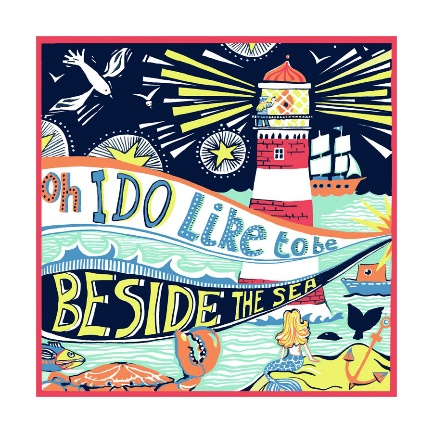 Oh I DO Like to be
BESIDE THE SEA